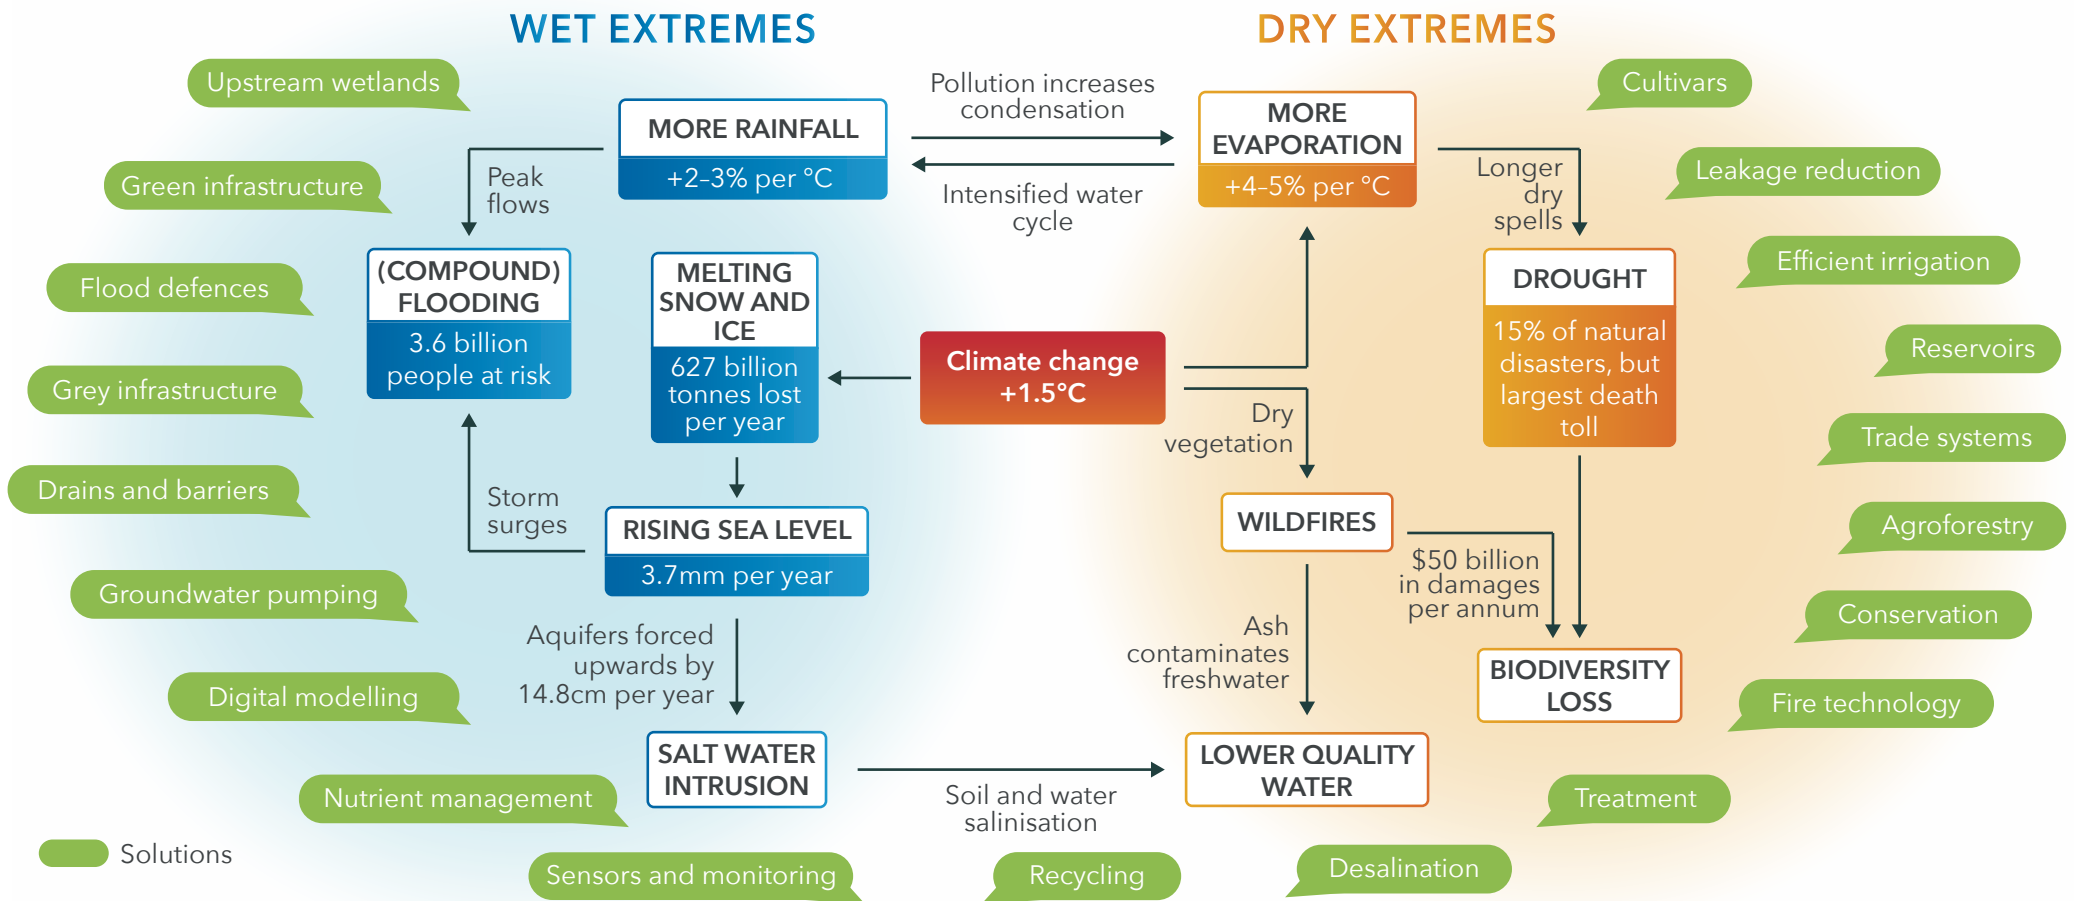 WET EXTREMES
DRY EXTREMES
Upstream wetlands
Green infrastructure
Flood defences
Grey infrastructure
Drains and barriers
Groundwater pumping
Digital modelling
Nutrient management
Sensors and monitoring
Solutions
MORE RAINFALL
+2–3% per °C
Peak
flows
(COMPOUND)
FLOODING
3.6 billion
people at risk
MELTING
SNOW AND
ICE
627 billion
tonnes lost
per year
Storm
surges
RISING SEA LEVEL
3.7mm per year
Aquifers forced
upwards by
14.8cm per year
SALT WATER
INTRUSION
Pollution increases
condensation
Intensified water
cycle
Climate change
+1.5°C
Soil and water
salinisation
MORE
EVAPORATION
+4–5% per °C
Longer
dry
spells
DROUGHT
15% of natural
disasters, but
largest death
toll
Dry
vegetation
WILDFIRES
$50 billion
in damages
per annum
Ash
contaminates
freshwater
BIODIVERSITY
LOSS
LOWER QUALITY
WATER
Cultivars
Leakage reduction
Efficient irrigation
Reservoirs
Trade systems
Agroforestry
Conservation
Fire technology
Treatment
Desalination
Recycling